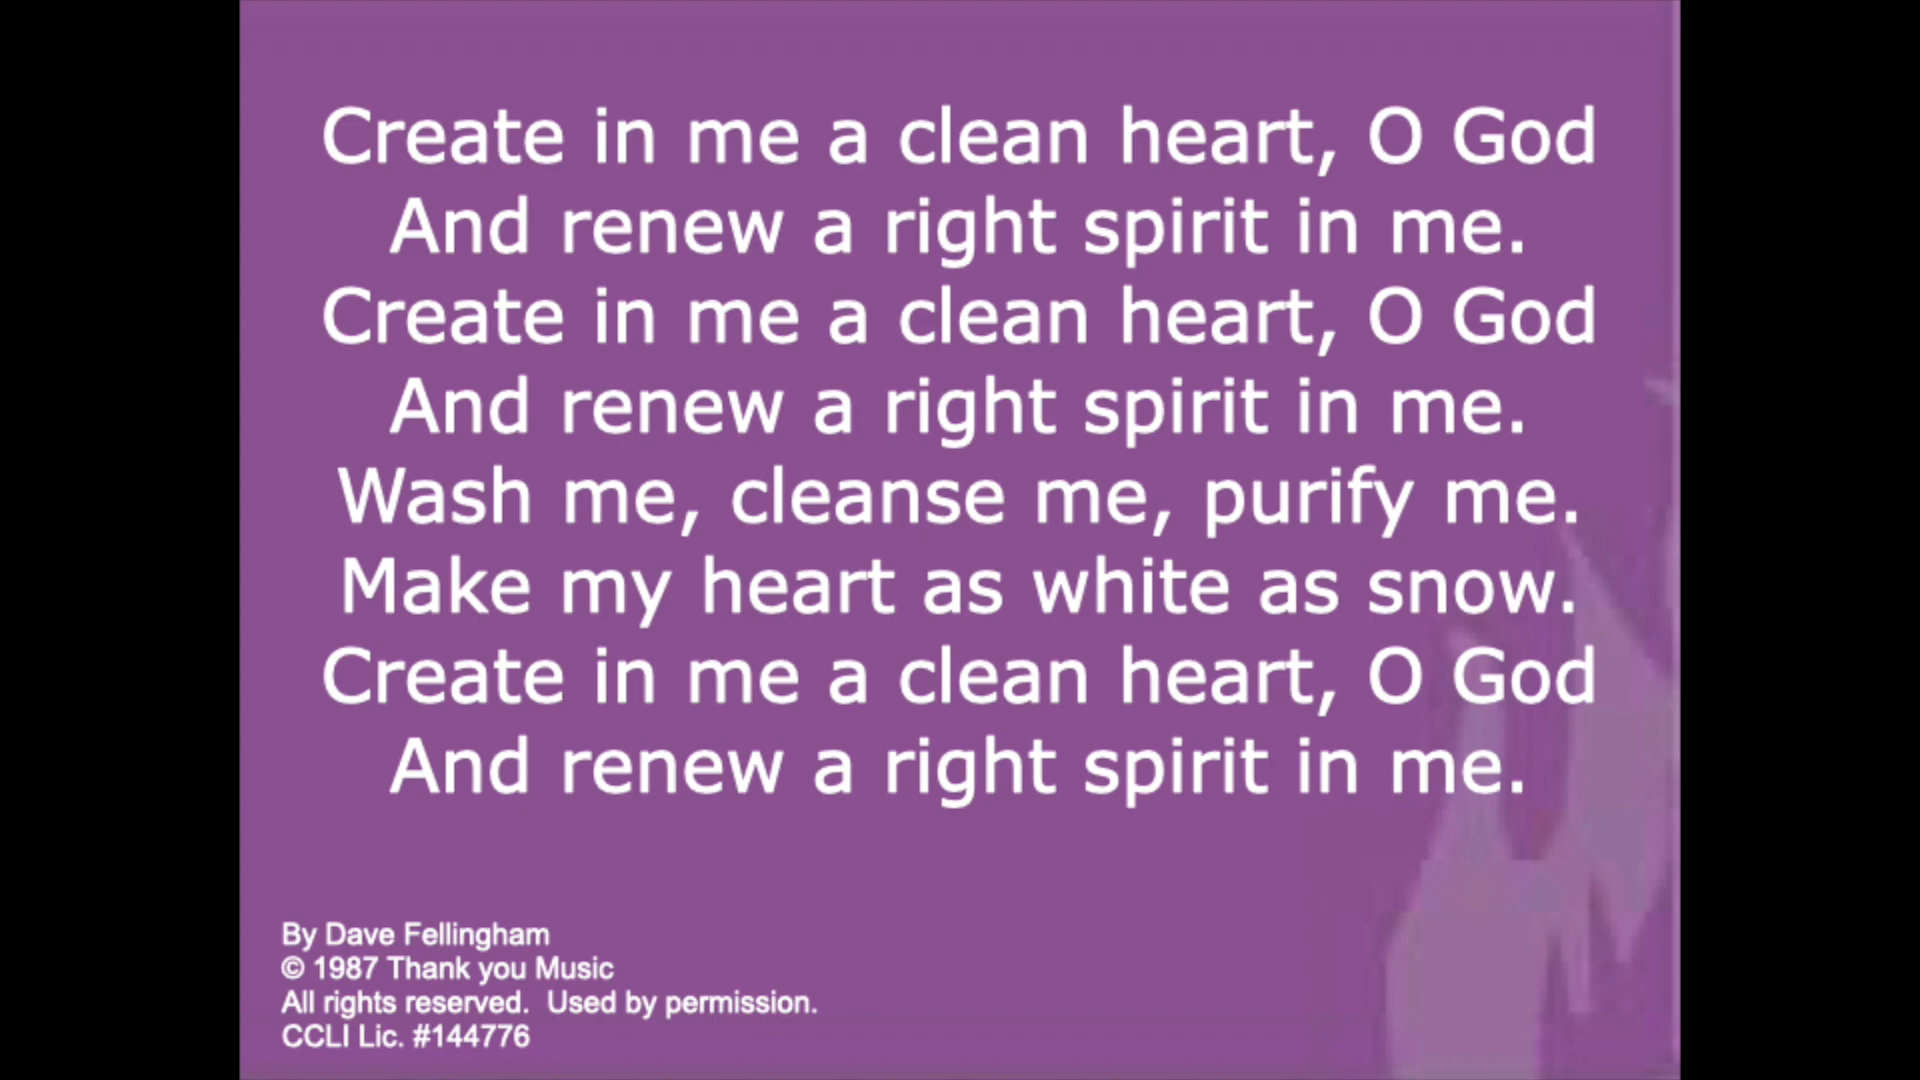 Create in me a clean heart, O God
And renew a right spirit in me.
Create in me a clean heart, O God
And renew a right spirit in me.
Wash me, cleanse me, purify me.
Make my heart as white as snow.
Create in me a clean heart, O God
And renew a right spirit in me.
By Dave Fellingham
© 1987 Thank you Music
All rights reserved.  Used by permission.
CCLI Lic. #144776